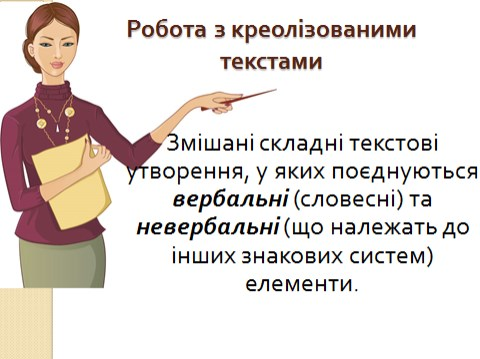 Робота з креолізованими
текстами
Змішані складні текстові
утворення, у яких поєднуються
вербальні (словесні) та
невербальні (що належать до
інших знакових систем)
елементи.